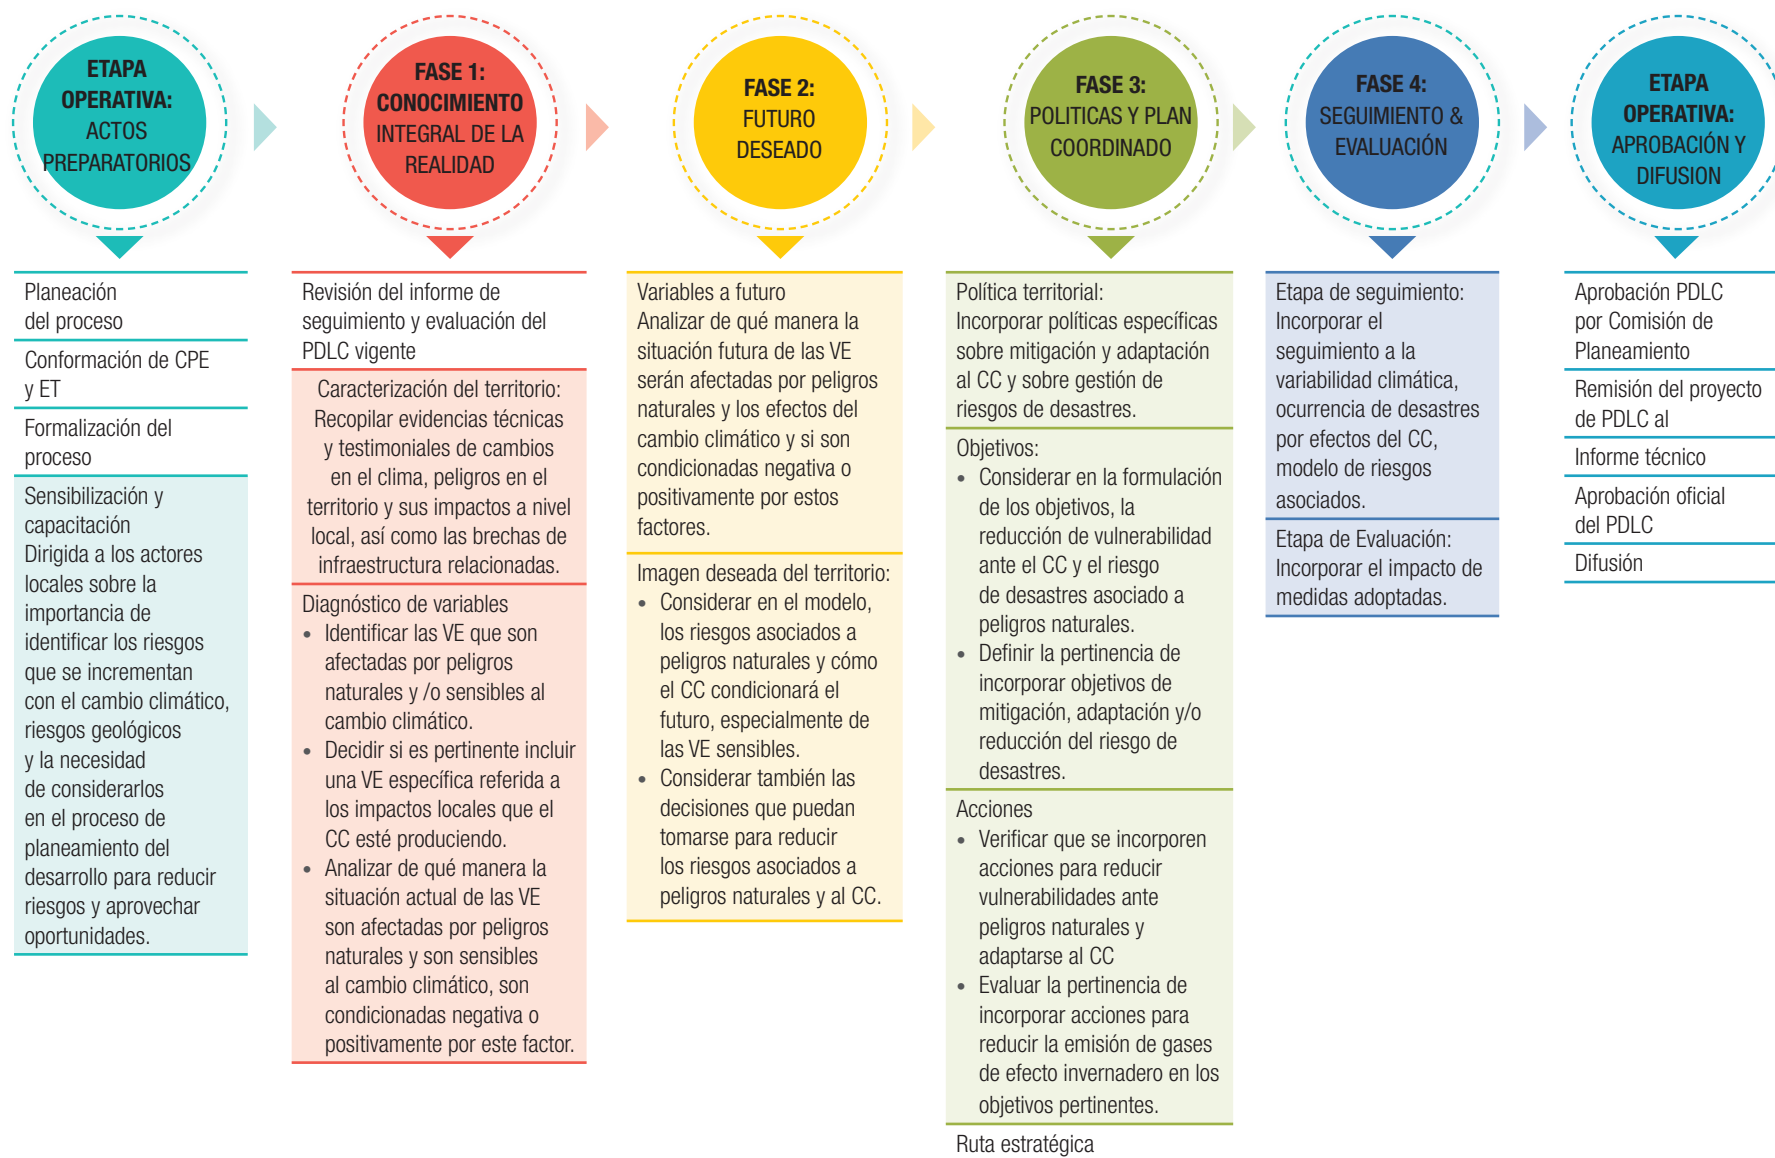 ETAPA
OPERATIVA:
ACTOS
PREPARATORIOS
Planeación
del proceso
Conformación de CPE
y ET
Formalización del
proceso
Sensibilización y
capacitación
Dirigida a los actores
locales sobre la
importancia de
identificar los riesgos
que se incrementan
con el cambio climático,
riesgos geológicos
y la necesidad
de considerarlos
en el proceso de
planeamiento del
desarrollo para reducir
riesgos y aprovechar
oportunidades.
FASE 1:
CONOCIMIENTO
INTEGRAL DE LA
REALIDAD
Revisión del informe de
seguimiento y evaluación del
PDLC vigente
Caracterización del territorio:
Recopilar evidencias técnicas
y testimoniales de cambios
en el clima, peligros en el
territorio y sus impactos a nivel
local, así como las brechas de
infraestructura relacionadas.
Diagnóstico de variables
• Identificar las VE que son
afectadas por peligros
naturales y /o sensibles al
cambio climático.
• Decidir si es pertinente incluir
una VE específica referida a
los impactos locales que el
CC esté produciendo.
• Analizar de qué manera la
situación actual de las VE
son afectadas por peligros
naturales y son sensibles
al cambio climático, son
condicionadas negativa o
positivamente por este factor.
FASE 2:
FUTURO
DESEADO
Variables a futuro
Analizar de qué manera la
situación futura de las VE
serán afectadas por peligros
naturales y los efectos del
cambio climático y si son
condicionadas negativa o
positivamente por estos
factores.
Imagen deseada del territorio:
• Considerar en el modelo,
los riesgos asociados a
peligros naturales y cómo
el CC condicionará el
futuro, especialmente de
las VE sensibles.
• Considerar también las
decisiones que puedan
tomarse para reducir
los riesgos asociados a
peligros naturales y al CC.
FASE 3:
POLITICAS Y PLAN
COORDINADO
Política territorial:
Incorporar políticas específicas
sobre mitigación y adaptación
al CC y sobre gestión de
riesgos de desastres.
Objetivos:
• Considerar en la formulación
de los objetivos, la
reducción de vulnerabilidad
ante el CC y el riesgo
de desastres asociado a
peligros naturales.
• Definir la pertinencia de
incorporar objetivos de
mitigación, adaptación y/o
reducción del riesgo de
desastres.
Acciones
• Verificar que se incorporen
acciones para reducir
vulnerabilidades ante
peligros naturales y
adaptarse al CC
• Evaluar la pertinencia de
incorporar acciones para
reducir la emisión de gases
de efecto invernadero en los
objetivos pertinentes.
Ruta estratégica
FASE 4:
SEGUIMIENTO &
EVALUACIÓN
Etapa de seguimiento:
Incorporar el
seguimiento a la
variabilidad climática,
ocurrencia de desastres
por efectos del CC,
modelo de riesgos
asociados.
Etapa de Evaluación:
Incorporar el impacto de
medidas adoptadas.
ETAPA
OPERATIVA:
APROBACIÓN Y
DIFUSION
Aprobación PDLC
por Comisión de
Planeamiento
Remisión del proyecto
de PDLC al
Informe técnico
Aprobación oficial
del PDLC
Difusión